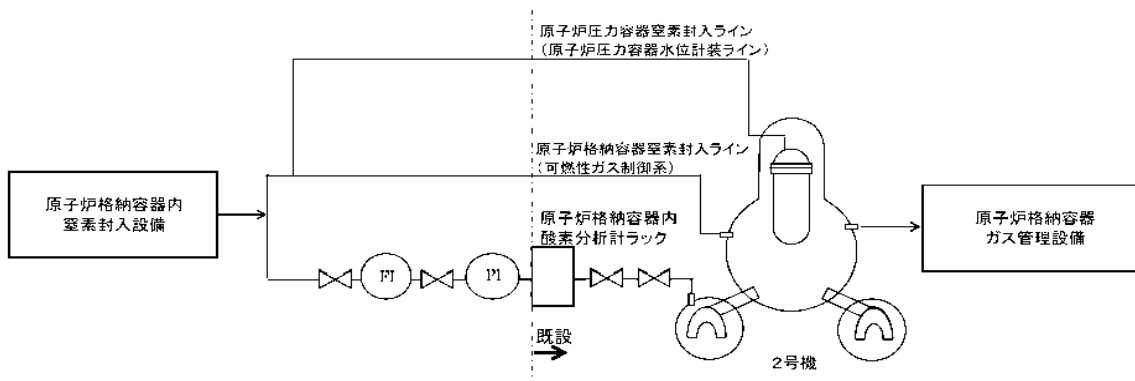 原子炉圧力容器窒素封入ライン
（原子炉圧力容器水位計装ライン）
原子炉格納容器窒素封入ライン
（可燃性ガス制御系）
原子炉格納容器内
窒素封入設備
原子炉格納容器内
酸素分析計ラック
原子炉格納容器
ガス管理設備
FI
PI
既設
2号機